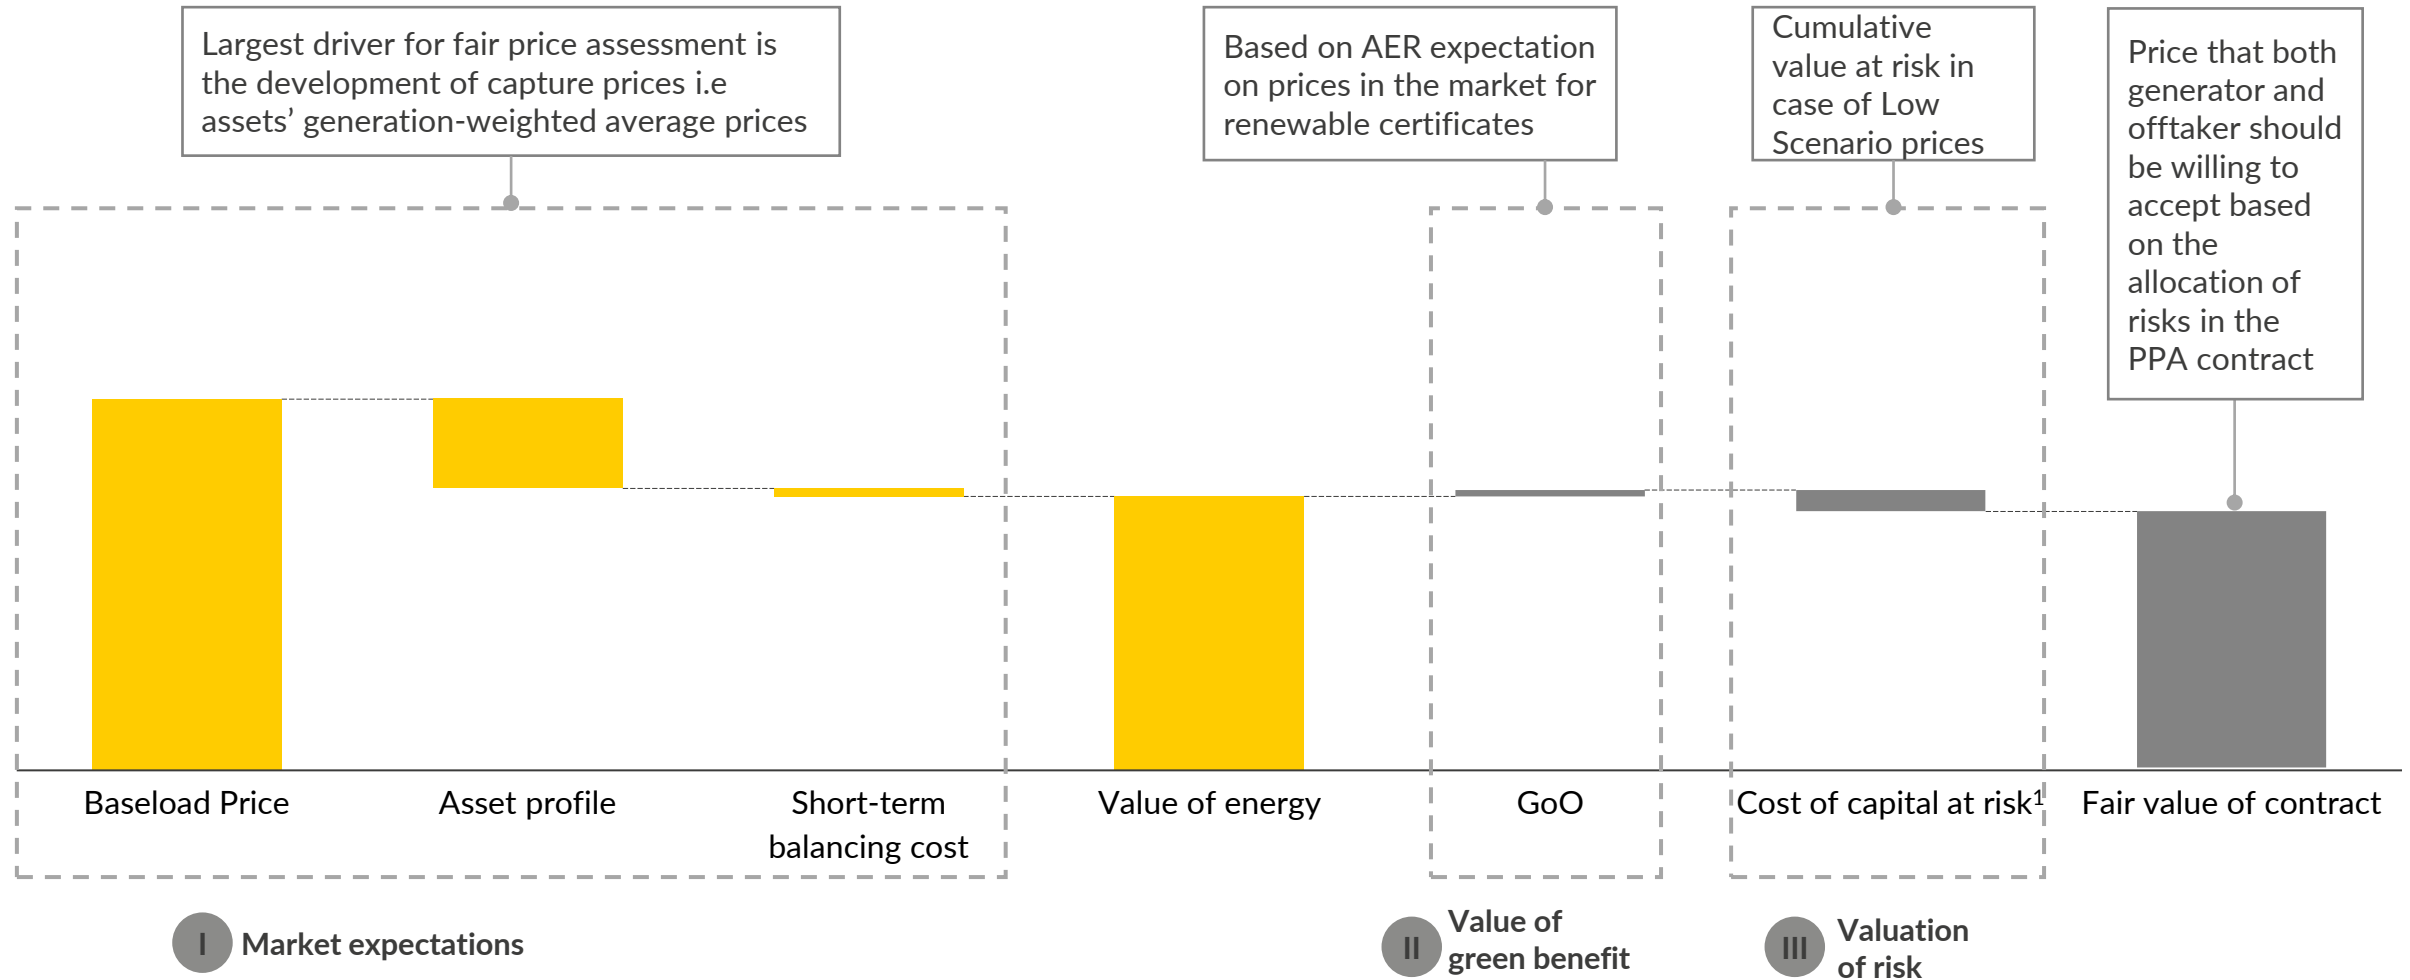 Largest driver for fair price assessment is
the development of capture prices i.e
assets’ generation-weighted average prices
Based on AER expectation
on prices in the market for
renewable certificates
Cumulative
value at risk in
case of Low
Scenario prices
Price that both
generator and
offtaker should
be willing to
accept based
on the
allocation of
risks in the
PPA contract
Baseload Price
Asset profile
Short-term
balancing cost
Value of energy
GoO
Cost of capital at risk¹
Fair value of contract
I Market expectations
II Value of
green benefit
III Valuation
of risk